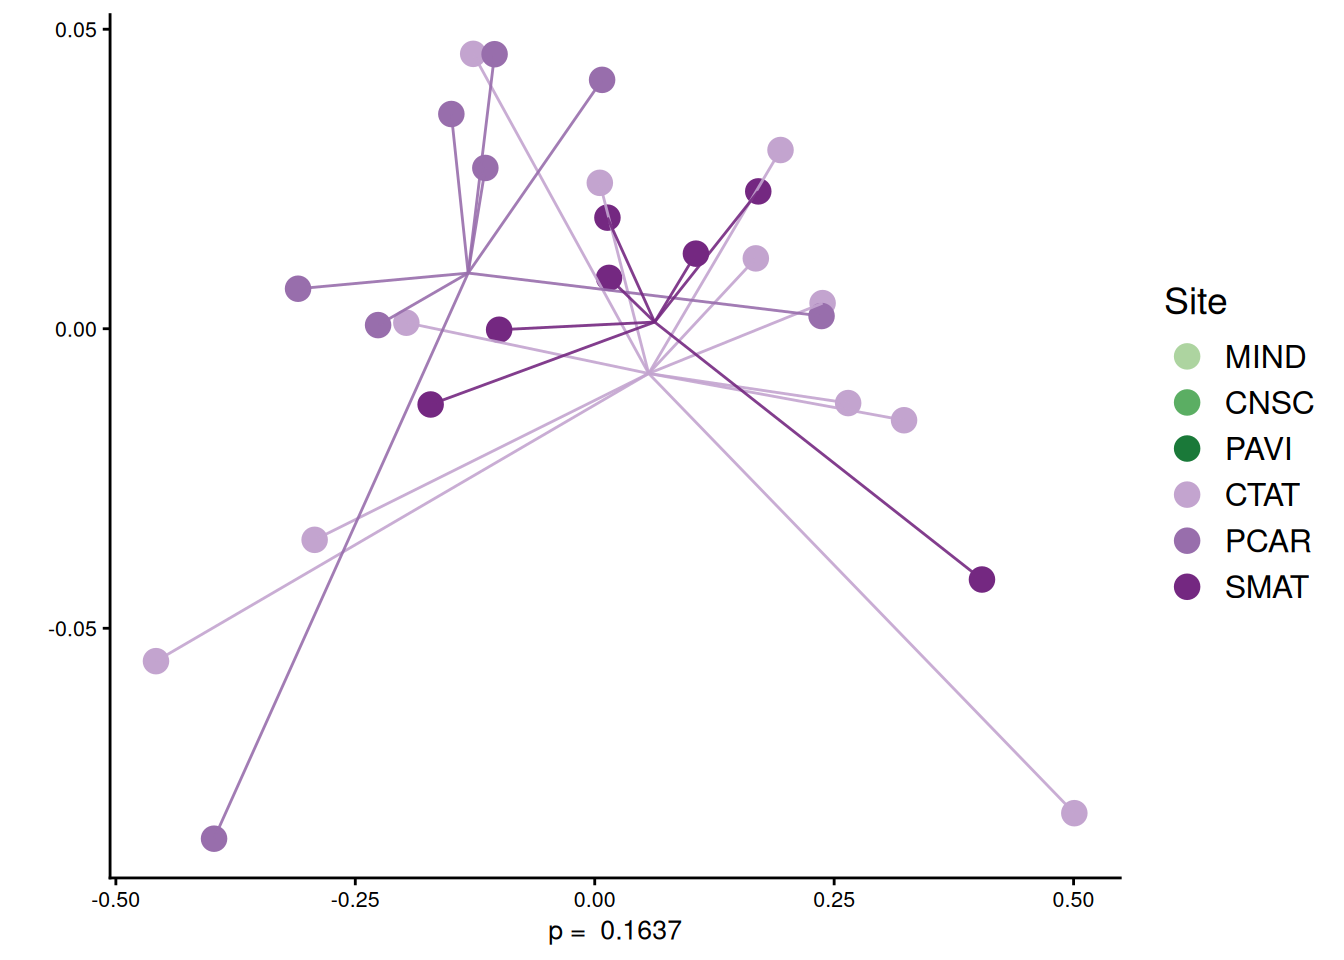 0.05
0.00
-0.05
-0.50
-0.25
0.00
0.25
0.50
p = 0.1637
Site
MIND
CNSC
PAVI
CTAT
PCAR
SMAT